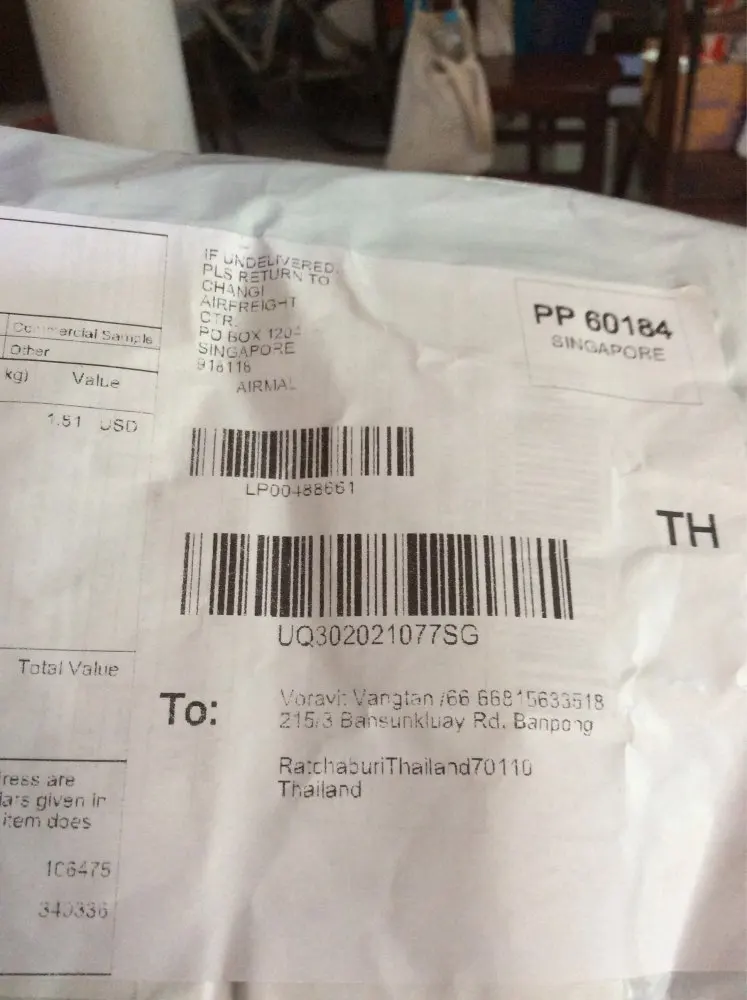 IF UNDELIVERED,
PLS RETURN TO
CHANGI
AIRFREIGHT
CTR.
PO BOX 1204
SINGAPORE
918116
AIRMAIL
PP 60184
SINGAPORE
Commercial Sample
Other
kg) Value
1.51 USD
LP00488661
TH
UQ302021077SG
Total Value
To:
Voravit Vangtan /66 66815633518
215/3 Bansunkluay Rd. Banpong
RatchaburiThailand70110
Thailand
ress are
lars given in
item does
106475
340336